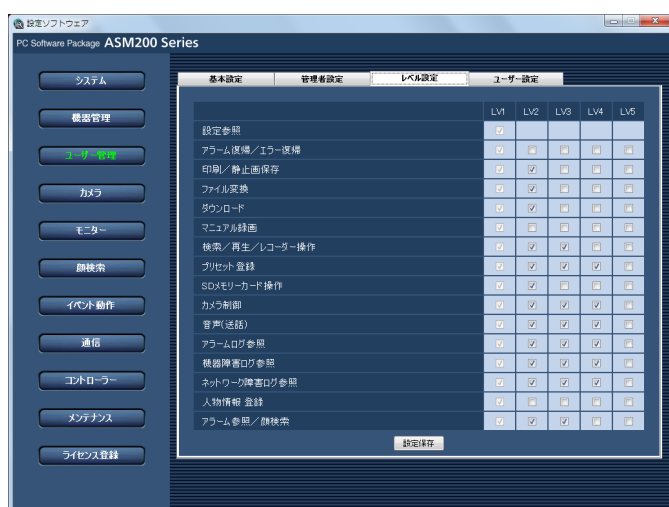 設定ソフトウェア
PC Software Package ASM200 Series
システム
機器管理
ユーザー管理
カメラ
モニター
顔検索
イベント動作
通信
コントローラー
メンテナンス
ライセンス登録
基本設定 管理者設定 レベル設定 ユーザー設定
LV1 LV2 LV3 LV4 LV5
設定参照
アラーム復帰／エラー復帰
印刷／静止画保存
ファイル変換
ダウンロード
マニュアル録画
検索／再生／レコーダー操作
プリセット登録
SDメモリーカード操作
カメラ制御
音声(送話)
アラームログ参照
機器障害ログ参照
ネットワーク障害ログ参照
人物情報 登録
アラーム参照／顔検索
設定保存